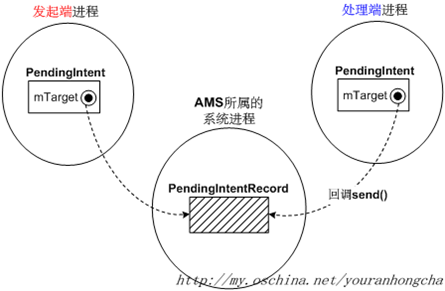 发起端进程
处理端进程
PendingIntent
mTarget
PendingIntent
mTarget
AMS所属的
系统进程
PendingIntentRecord
回调send()
http://my.oschina.net/youranhongcha